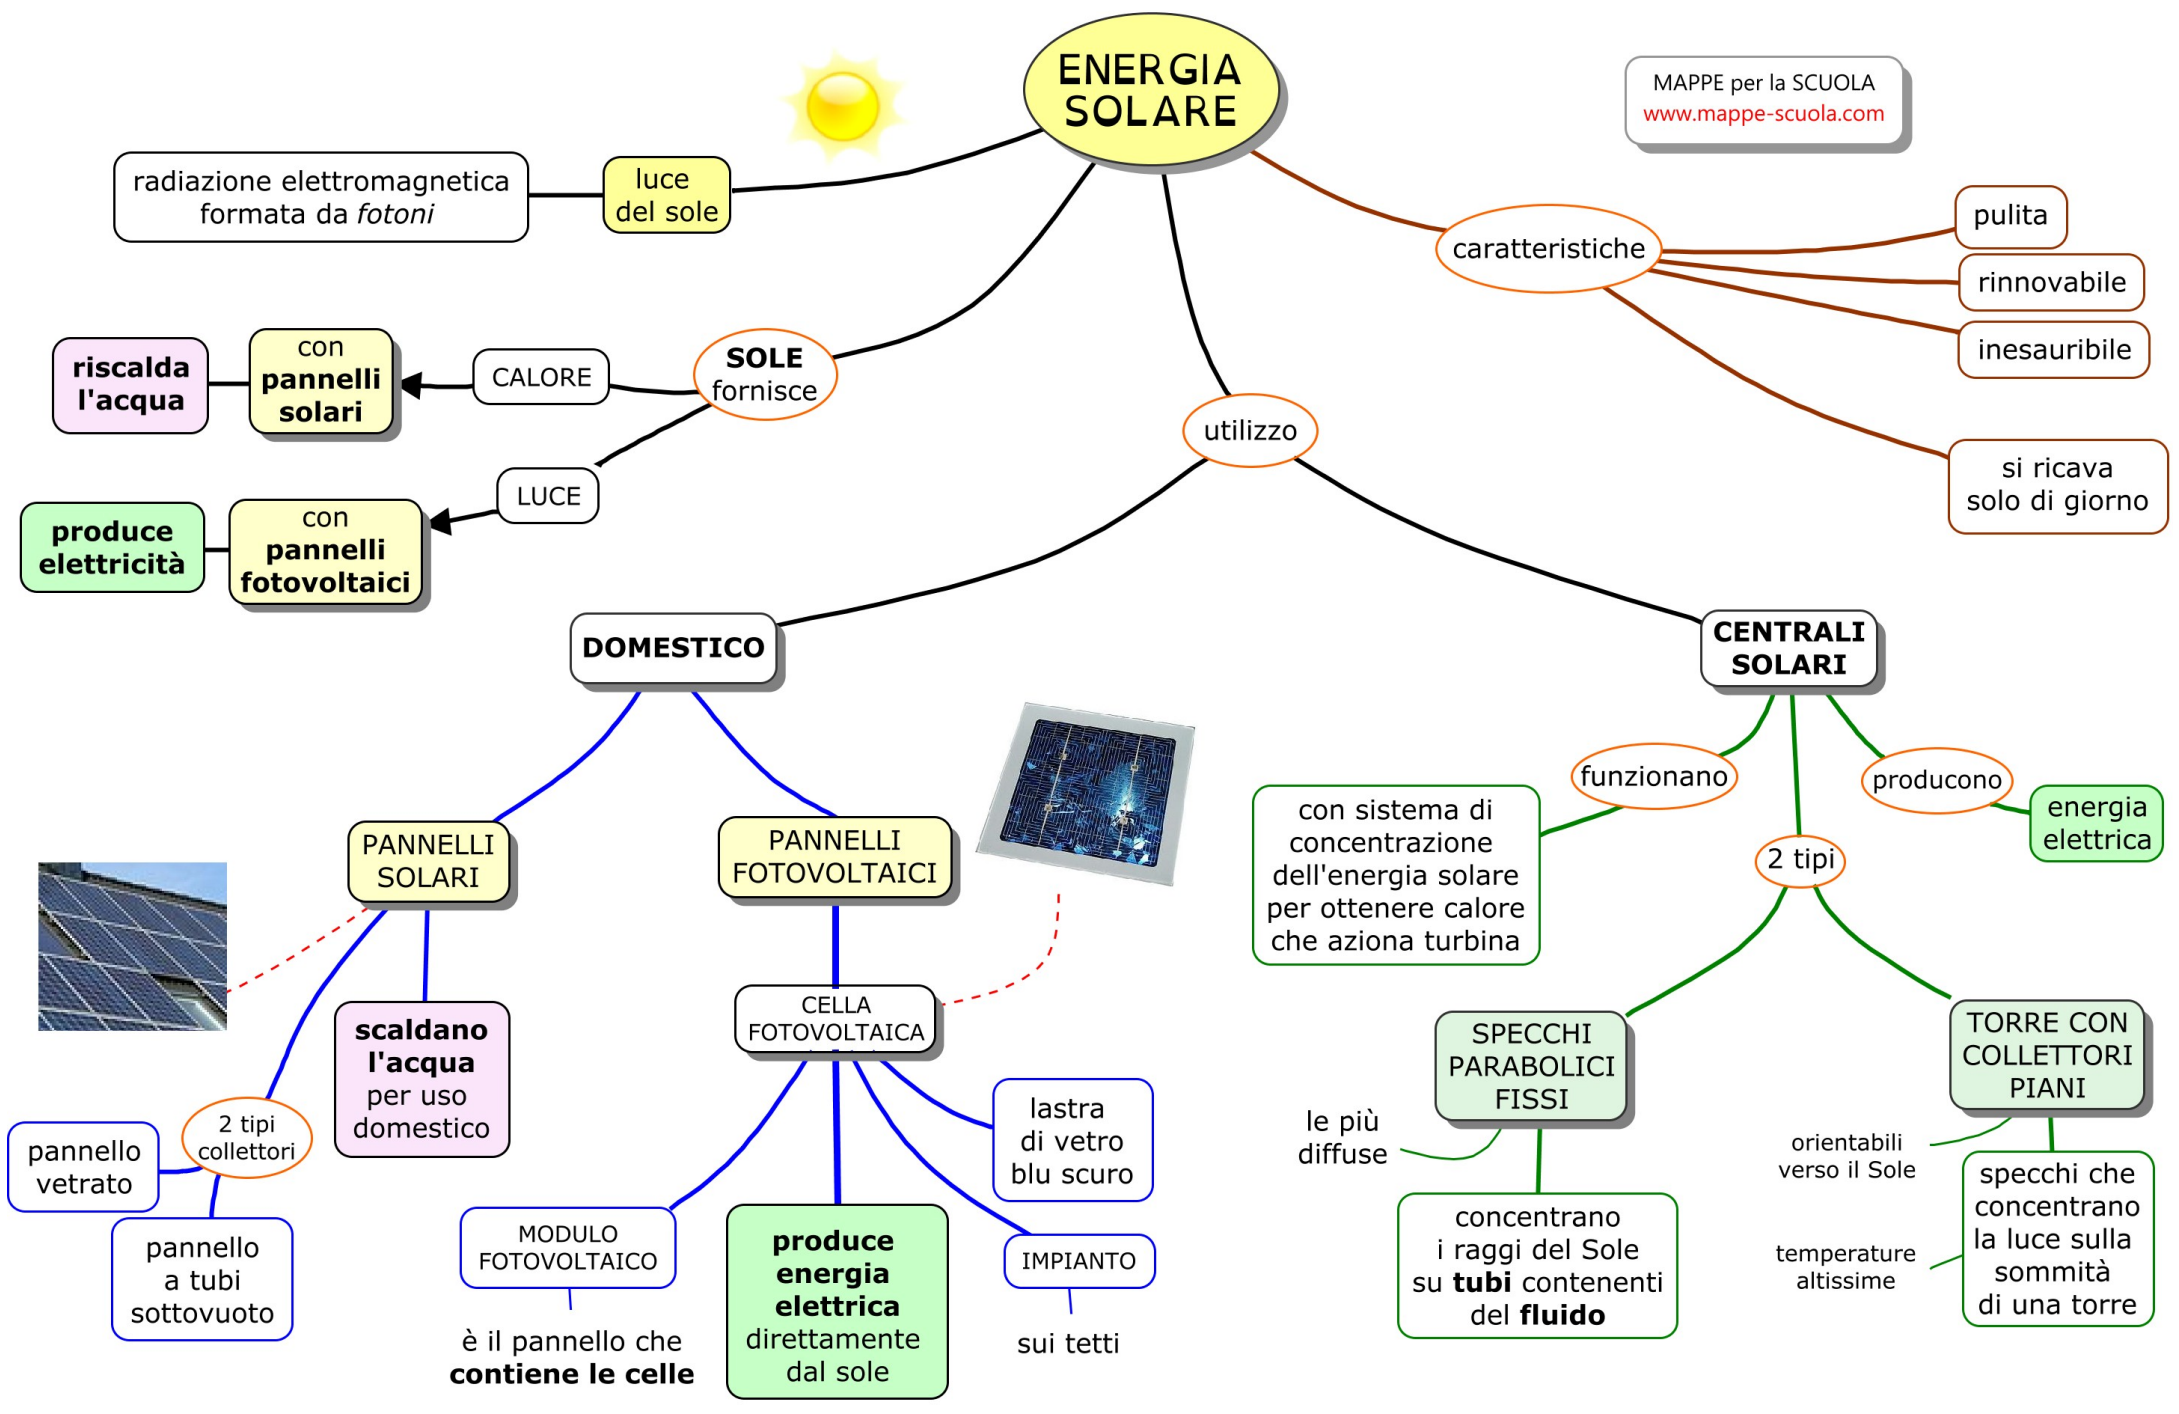 ENERGIA
SOLARE
MAPPE per la SCUOLA
www.mappe-scuola.com
luce
del sole
radiazione elettromagnetica
formata da fotoni
caratteristiche
pulita
rinnovabile
inesauribile
si ricava
solo di giorno
SOLE
fornisce
CALORE
con
pannelli
solari
riscalda
l'acqua
LUCE
con
pannelli
fotovoltaici
produce
elettricità
utilizzo
DOMESTICO
CENTRALI
SOLARI
PANNELLI
SOLARI
scaldano
l'acqua
per uso
domestico
2 tipi
collettori
pannello
vetrato
pannello
a tubi
sottovuoto
PANNELLI
FOTOVOLTAICI
CELLA
FOTOVOLTAICA
lastra
di vetro
blu scuro
MODULO
FOTOVOLTAICO
è il pannello che
contiene le celle
produce
energia
elettrica
direttamente
dal sole
IMPIANTO
sui tetti
funzionano
con sistema di
concentrazione
dell'energia solare
per ottenere calore
che aziona turbina
producono
energia
elettrica
2 tipi
SPECCHI
PARABOLICI
FISSI
le più
diffuse
concentrano
i raggi del Sole
su tubi contenenti
del fluido
TORRE CON
COLLETTORI
PIANI
orientabili
verso il Sole
specchi che
concentrano
la luce sulla
sommità
di una torre
temperature
altissime